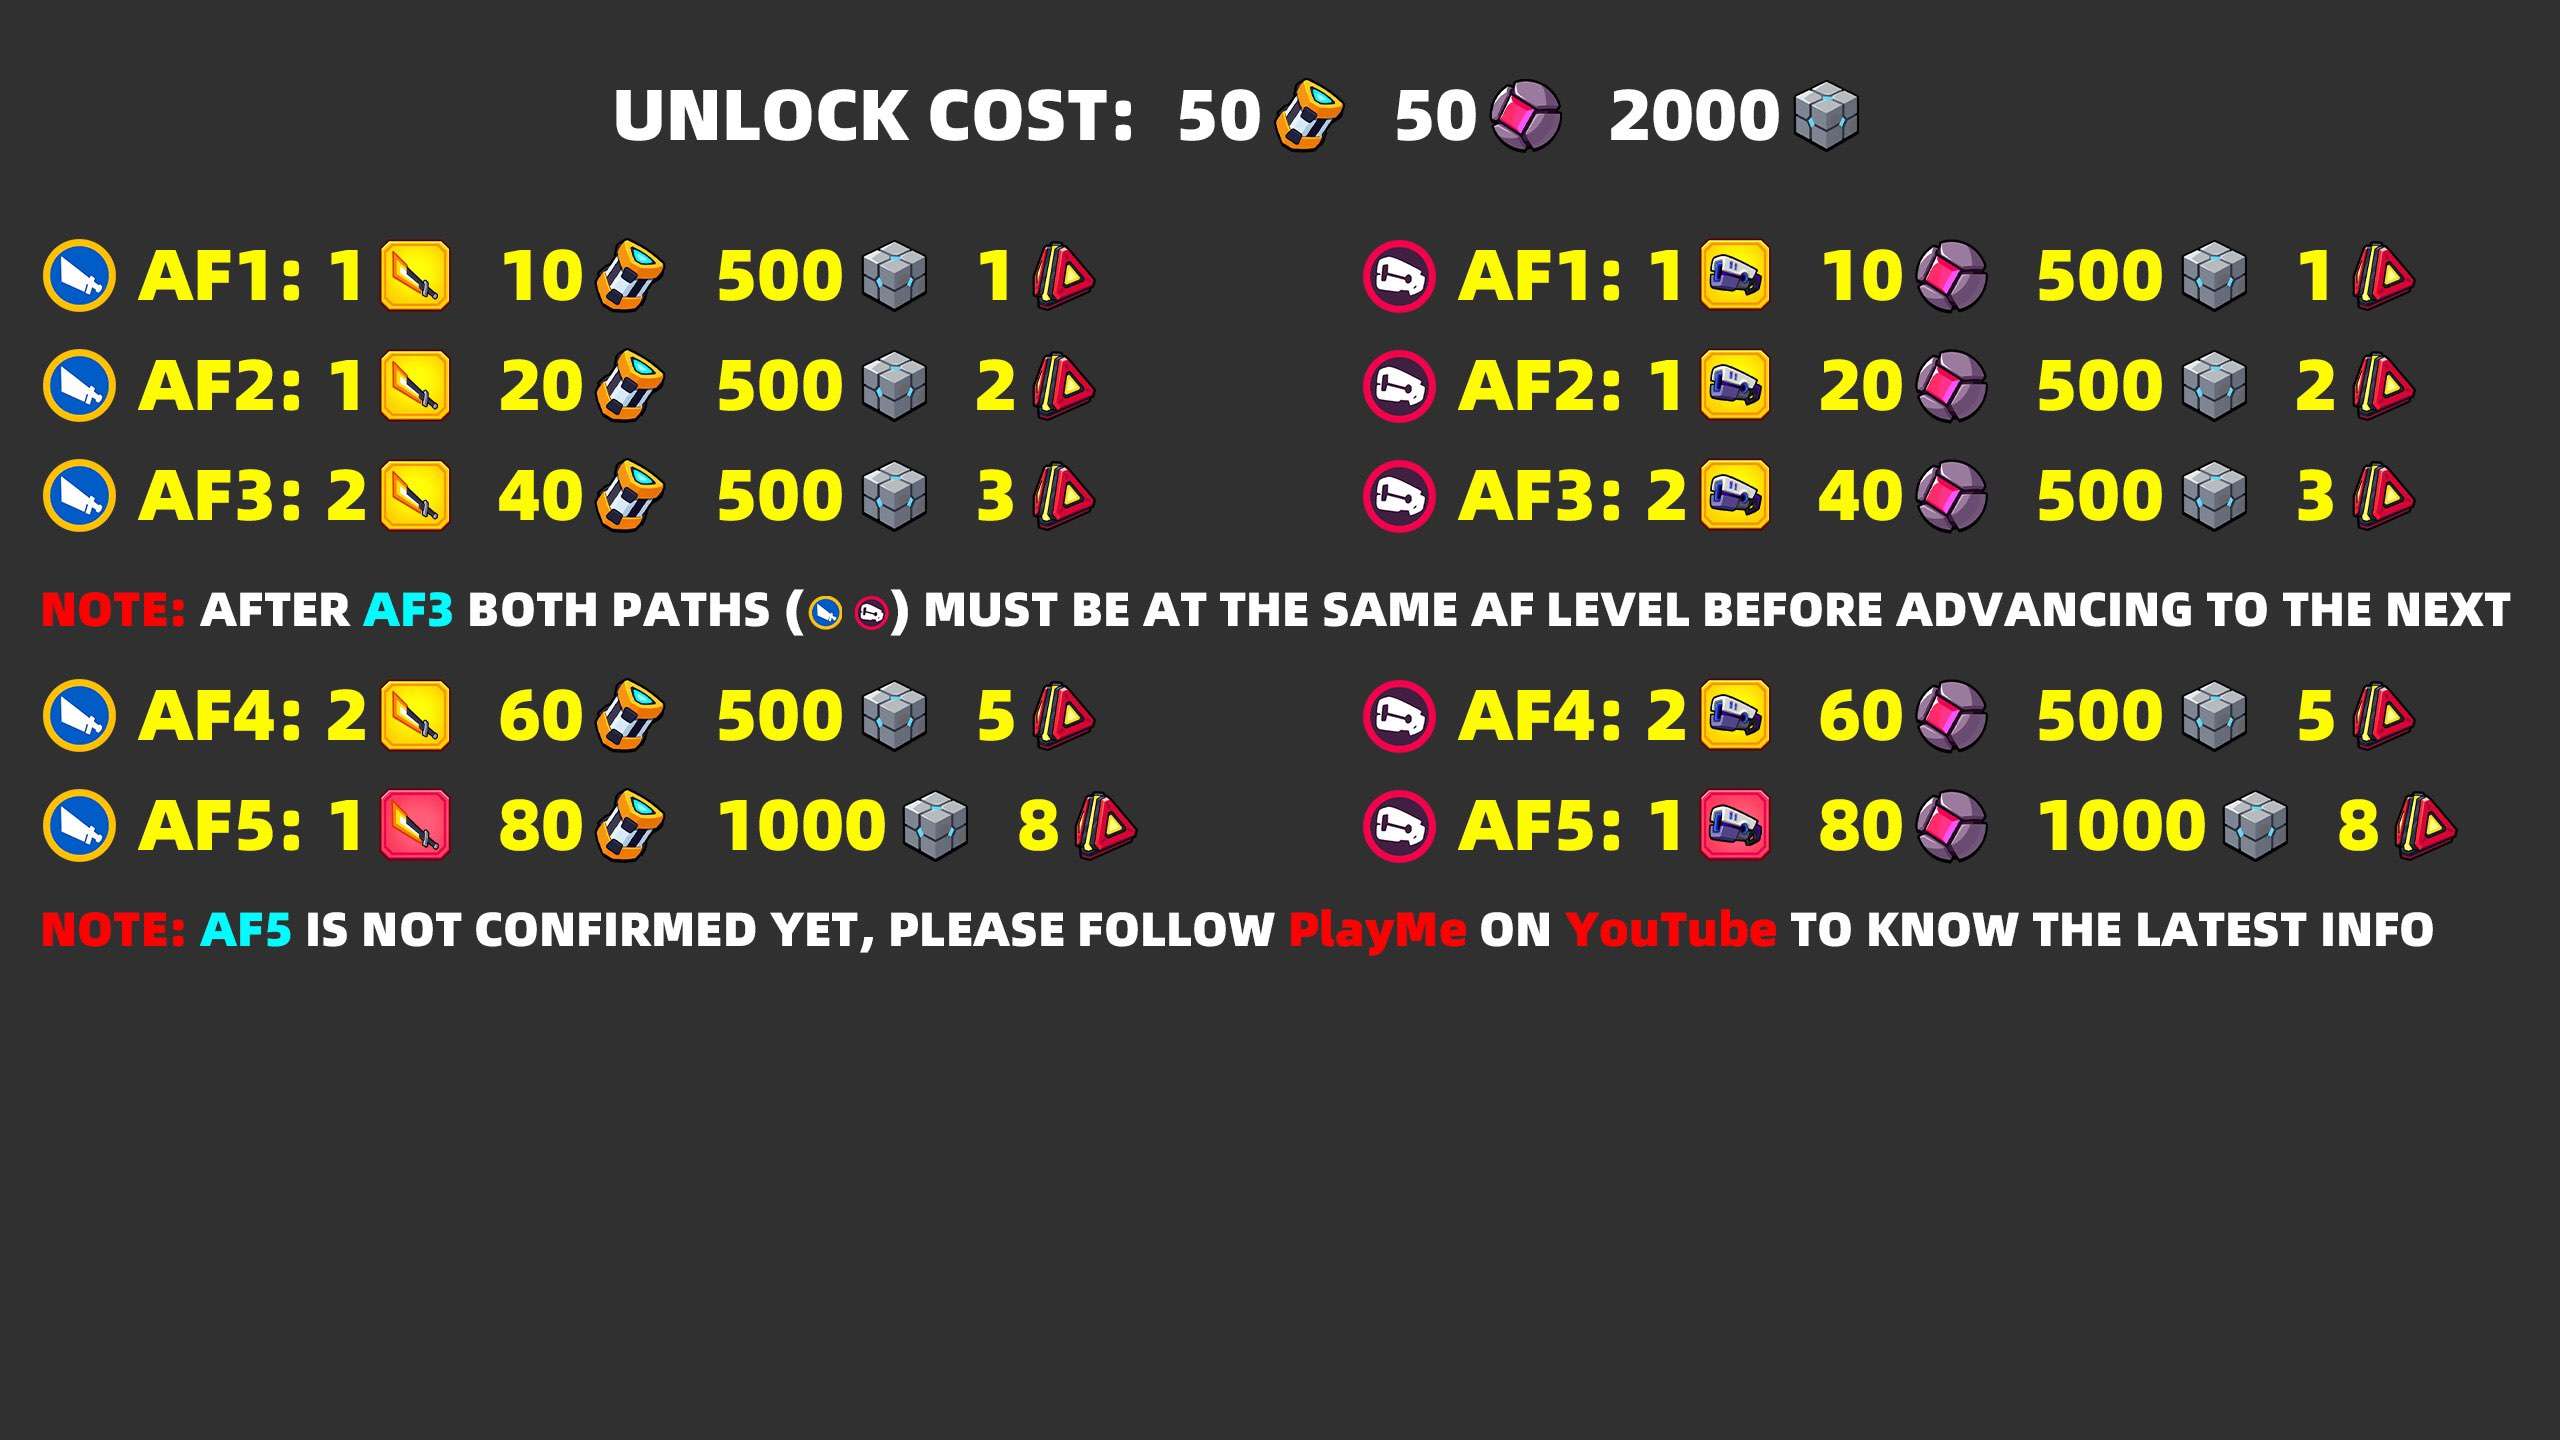 UNLOCK COST: 50 50 2000
AF1: 1 10 500 1
AF1: 1 10 500 1
AF2: 1 20 500 2
AF2: 1 20 500 2
AF3: 2 40 500 3
AF3: 2 40 500 3
NOTE: AFTER AF3 BOTH PATHS ( ) MUST BE AT THE SAME AF LEVEL BEFORE ADVANCING TO THE NEXT
AF4: 2 60 500 5
AF4: 2 60 500 5
AF5: 1 80 1000 8
AF5: 1 80 1000 8
NOTE: AF5 IS NOT CONFIRMED YET, PLEASE FOLLOW PlayMe ON YouTube TO KNOW THE LATEST INFO